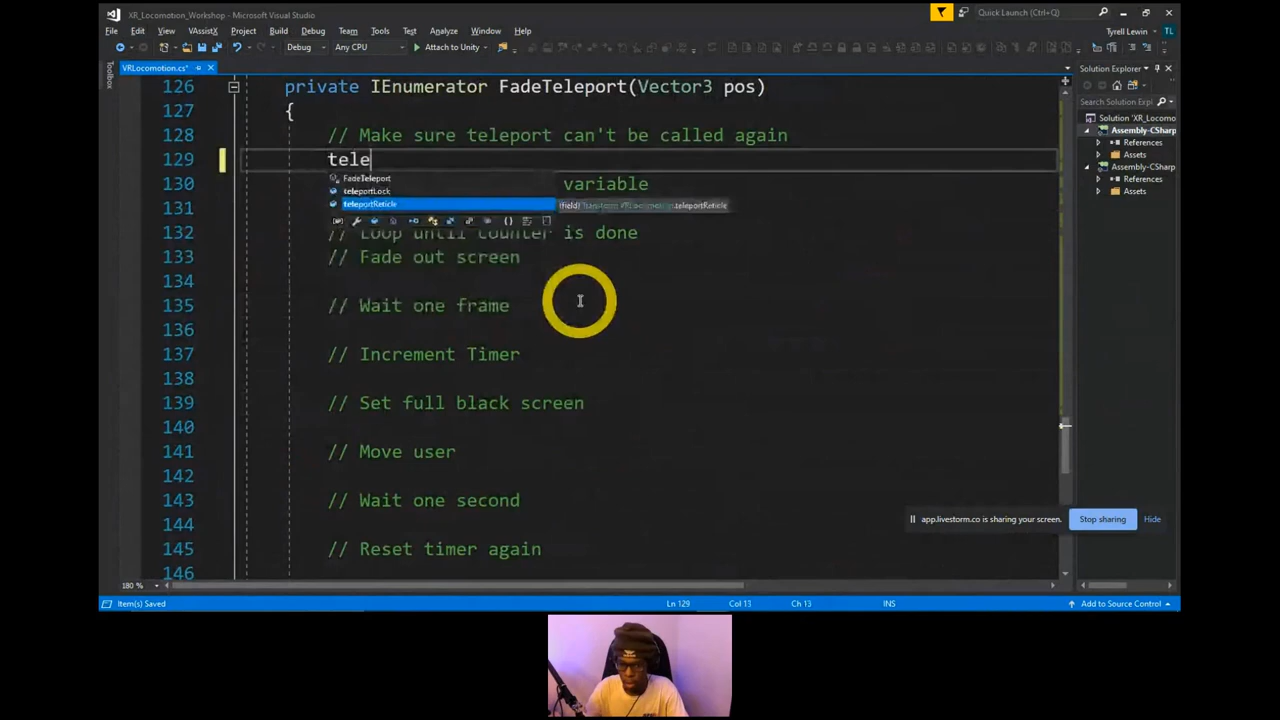 XR_Locomotion_Workshop - Microsoft Visual Studio
Quick Launch (Ctrl+Q)
File Edit View VAssistX Project Build Debug Team Tools Test Analyze Window Help
Tyrell Lewin
TL
Debug Any CPU Attach to Unity
VRLocomotion.cs*
Toolbox
Solution Explorer
Search Solution Expl
Solution 'XR_Locomo
Assembly-CSharp
References
Assets
Assembly-CSharp
References
Assets
126 private IEnumerator FadeTeleport(Vector3 pos)
127 {
128 // Make sure teleport can't be called again
129 tele
FadeTeleport
130 variable
teleportLock
131 teleportReticle
(field) Transform .teleportReticle
132 // Loop until counter is done
133 // Fade out screen
134
135 // Wait one frame
136
137 // Increment Timer
138
139 // Set full black screen
140
141 // Move user
142
143 // Wait one second
144
145 // Reset timer again
146
app.livestorm.co is sharing your screen.
Stop sharing
Hide
180 %
Item(s) Saved
Ln 129
Col 13
Ch 13
INS
Add to Source Control